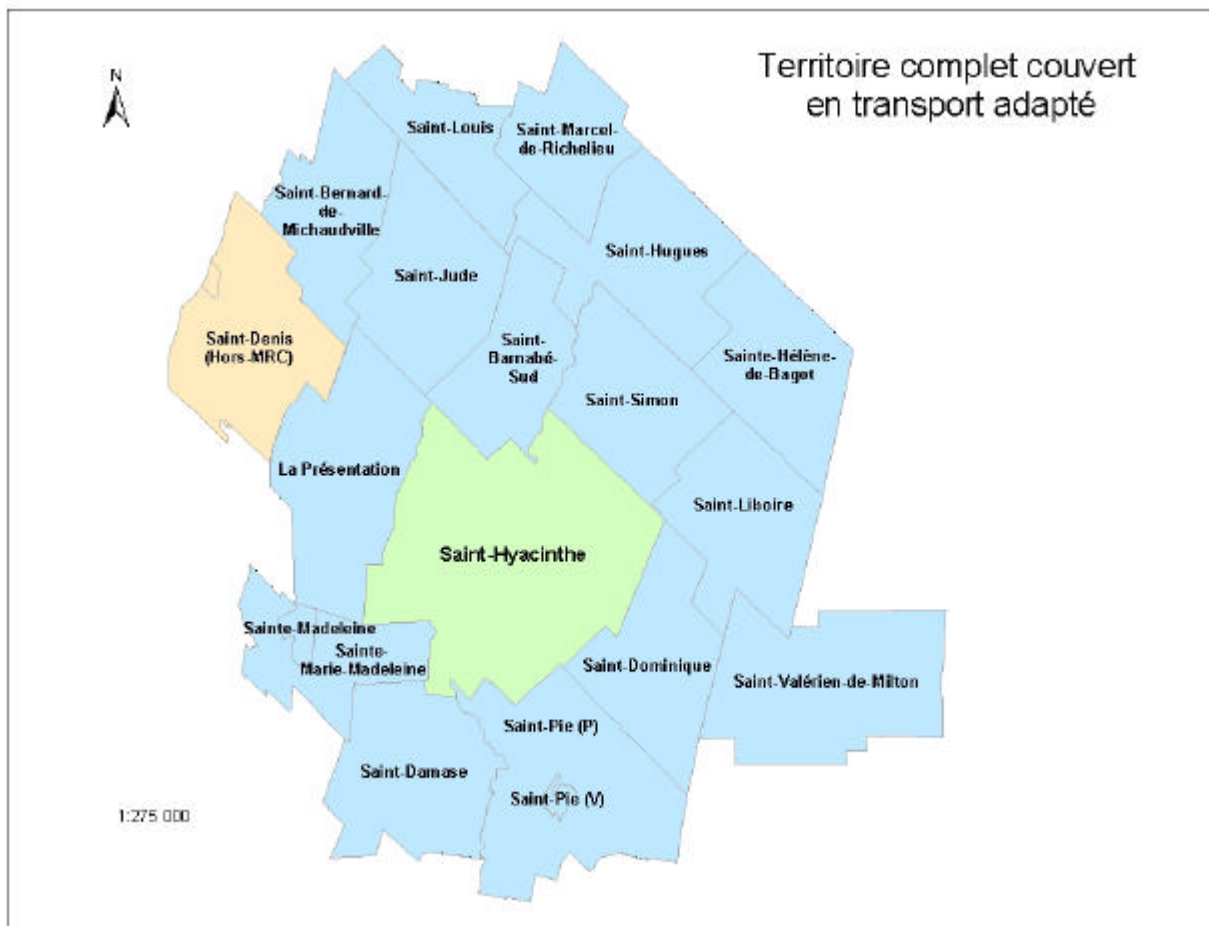 Territoire complet couvert
en transport adapté
N
Saint-Louis
Saint-Marcel-
de-Richelieu
Saint-Bernard-
de-
Michaudville
Saint-Hugues
Saint-Jude
Saint-Denis
(Hors-MRC)
Saint-
Barnabé-
Sud
Sainte-Hélène-
de-Bagot
Saint-Simon
La Présentation
Saint-Liboire
Saint-Hyacinthe
Sainte-Madeleine
Sainte-
Marie-Madeleine
Saint-Dominique
Saint-Valérien-de-Milton
Saint-Pie (P)
Saint-Damase
Saint-Pie (V)
1:275 000